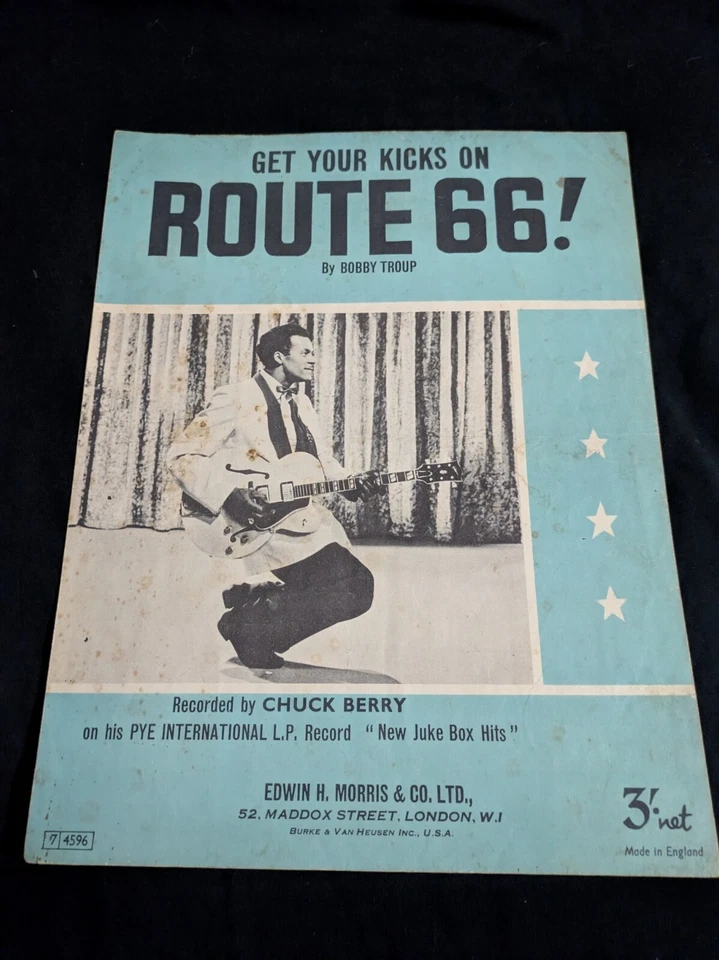 GET YOUR KICKS ON
ROUTE 66!
By BOBBY TROUP
Recorded by CHUCK BERRY
on his PYE INTERNATIONAL L.P. Record "New Juke Box Hits"
EDWIN H. MORRIS & CO. LTD.,
52, MADDOX STREET, LONDON, W.1
BURKE & VAN HEUSEN INC., U.S.A.
3/- net
Made in England
7 4596